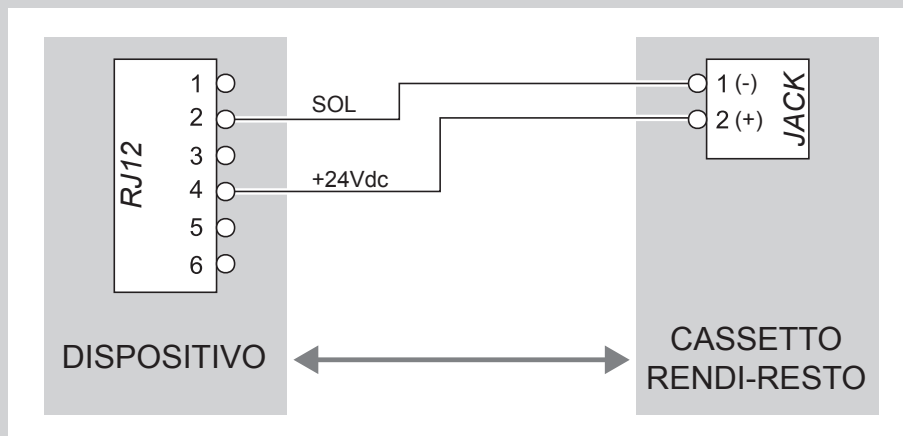 RJ12
1
2
3
4
5
6
SOL
+24Vdc
1 (-)
2 (+)
JACK
DISPOSITIVO
CASSETTO
RENDI-RESTO